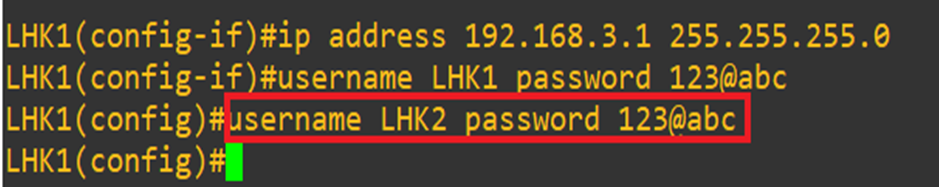 LHK1(config-if)#ip address 192.168.3.1 255.255.255.0
LHK1(config-if)#username LHK1 password 123@abc
LHK1(config)#username LHK2 password 123@abc
LHK1(config)#